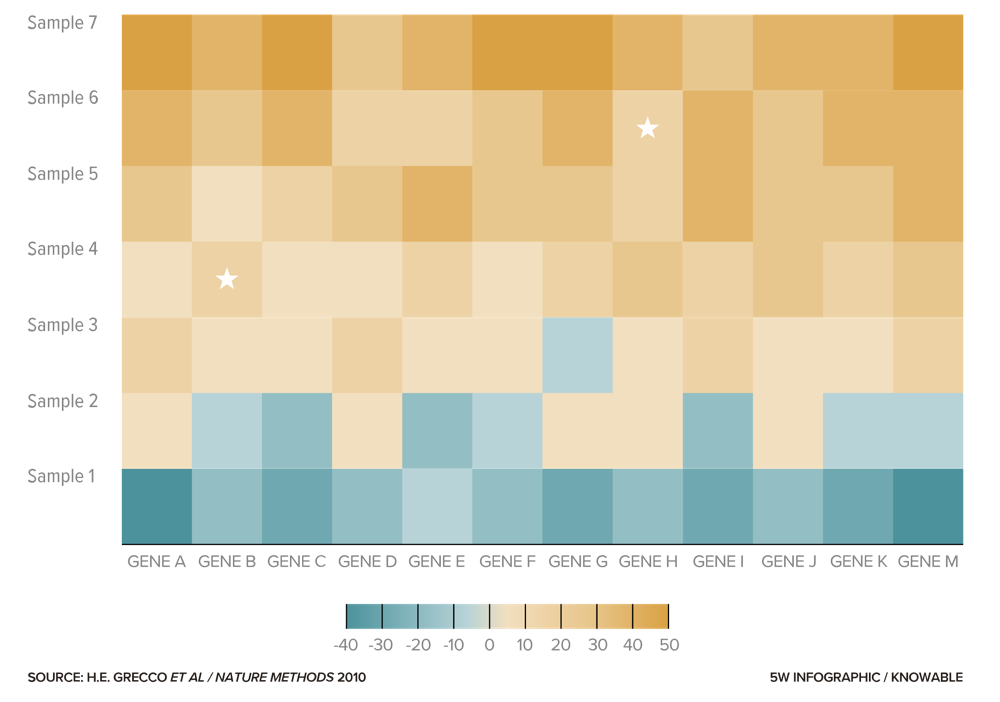 Sample 7
Sample 6
Sample 5
Sample 4
Sample 3
Sample 2
Sample 1
GENE A GENE B GENE C GENE D GENE E GENE F GENE G GENE H GENE I GENE J GENE K GENE M
-40 -30 -20 -10 0 10 20 30 40 50
SOURCE: H.E. GRECCO ET AL / NATURE METHODS 2010 5W INFOGRAPHIC / KNOWABLE